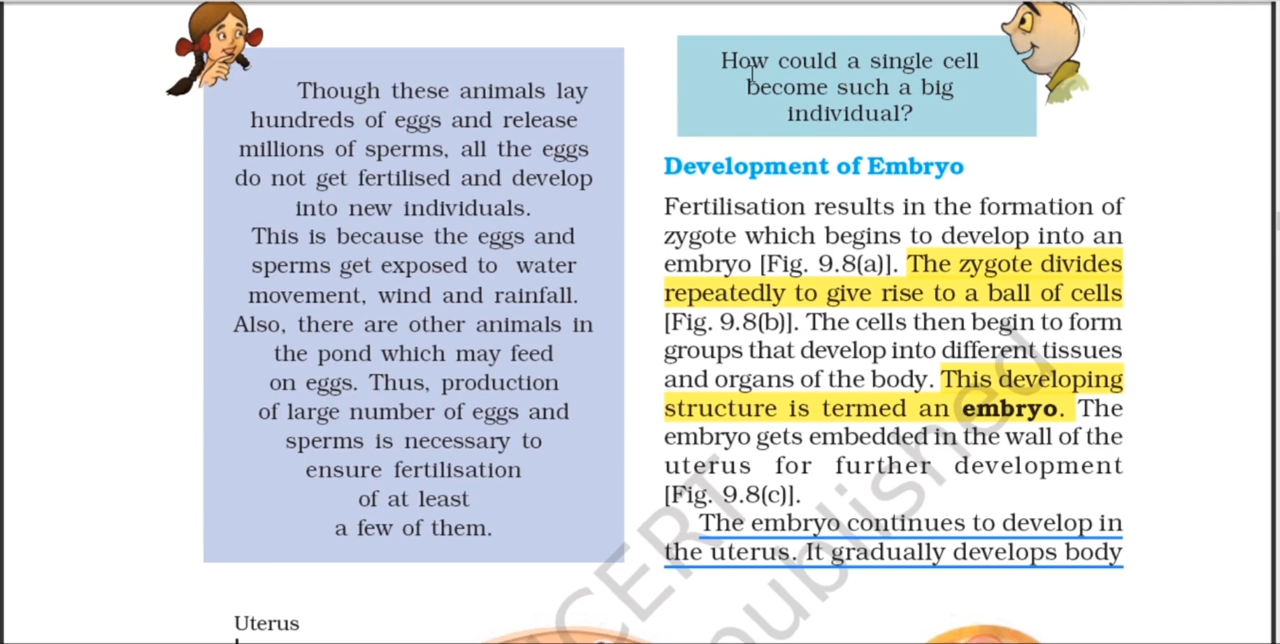 Though these animals lay
hundreds of eggs and release
millions of sperms, all the eggs
do not get fertilised and develop
into new individuals.
This is because the eggs and
sperms get exposed to water
movement, wind and rainfall.
Also, there are other animals in
the pond which may feed
on eggs. Thus, production
of large number of eggs and
sperms is necessary to
ensure fertilisation
of at least
a few of them.
How could a single cell
become such a big
individual?
Development of Embryo
Fertilisation results in the formation of
zygote which begins to develop into an
embryo [Fig. 9.8(a)]. The zygote divides
repeatedly to give rise to a ball of cells
[Fig. 9.8(b)]. The cells then begin to form
groups that develop into different tissues
and organs of the body. This developing
structure is termed an embryo. The
embryo gets embedded in the wall of the
uterus for further development
[Fig. 9.8(c)].
The embryo continues to develop in
the uterus. It gradually develops body
Uterus
NCERT
published